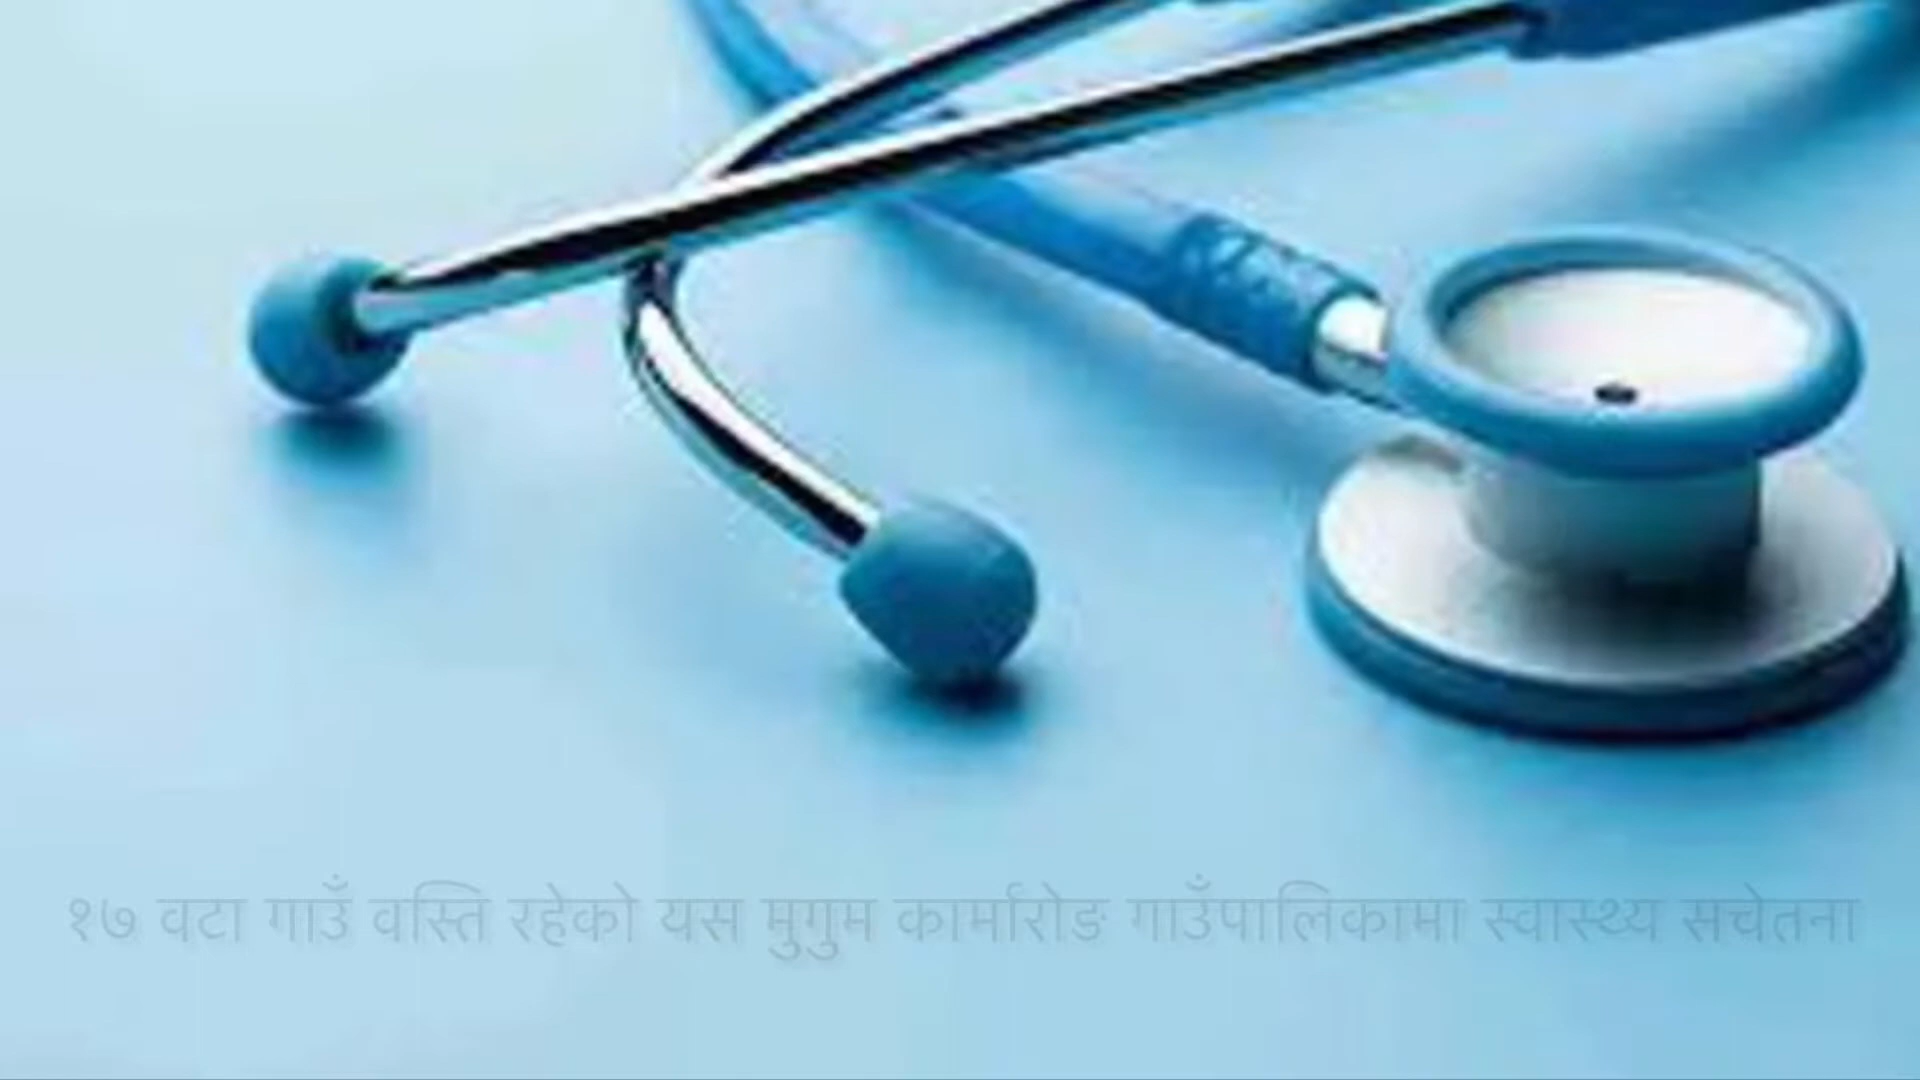 १७ वटा गाउँ वस्ति रहेको यस मुगुम कार्मारोङ गाउँपालिकामा स्वास्थ्य सचेतना